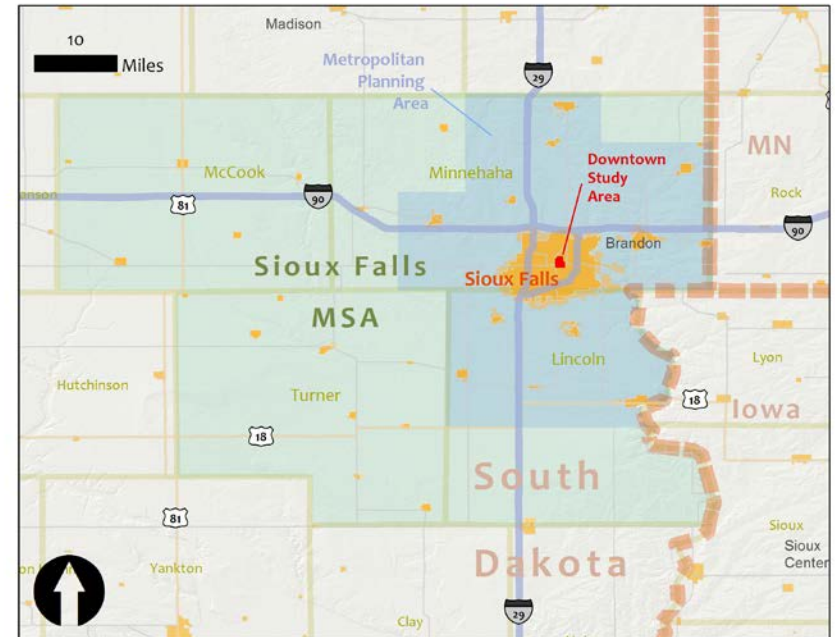 Madison
10
Miles
Metropolitan
Planning
Area
29
MN
McCook
Minnehaha
Downtown
Study
Area
Rock
anson
81
90
90
Brandon
Sioux Falls
Sioux Falls
MSA
Lincoln
Lyon
Hutchinson
Turner
18
Iowa
18
South
81
Sioux
Sioux
Center
Dakota
Yankton
29
Clay